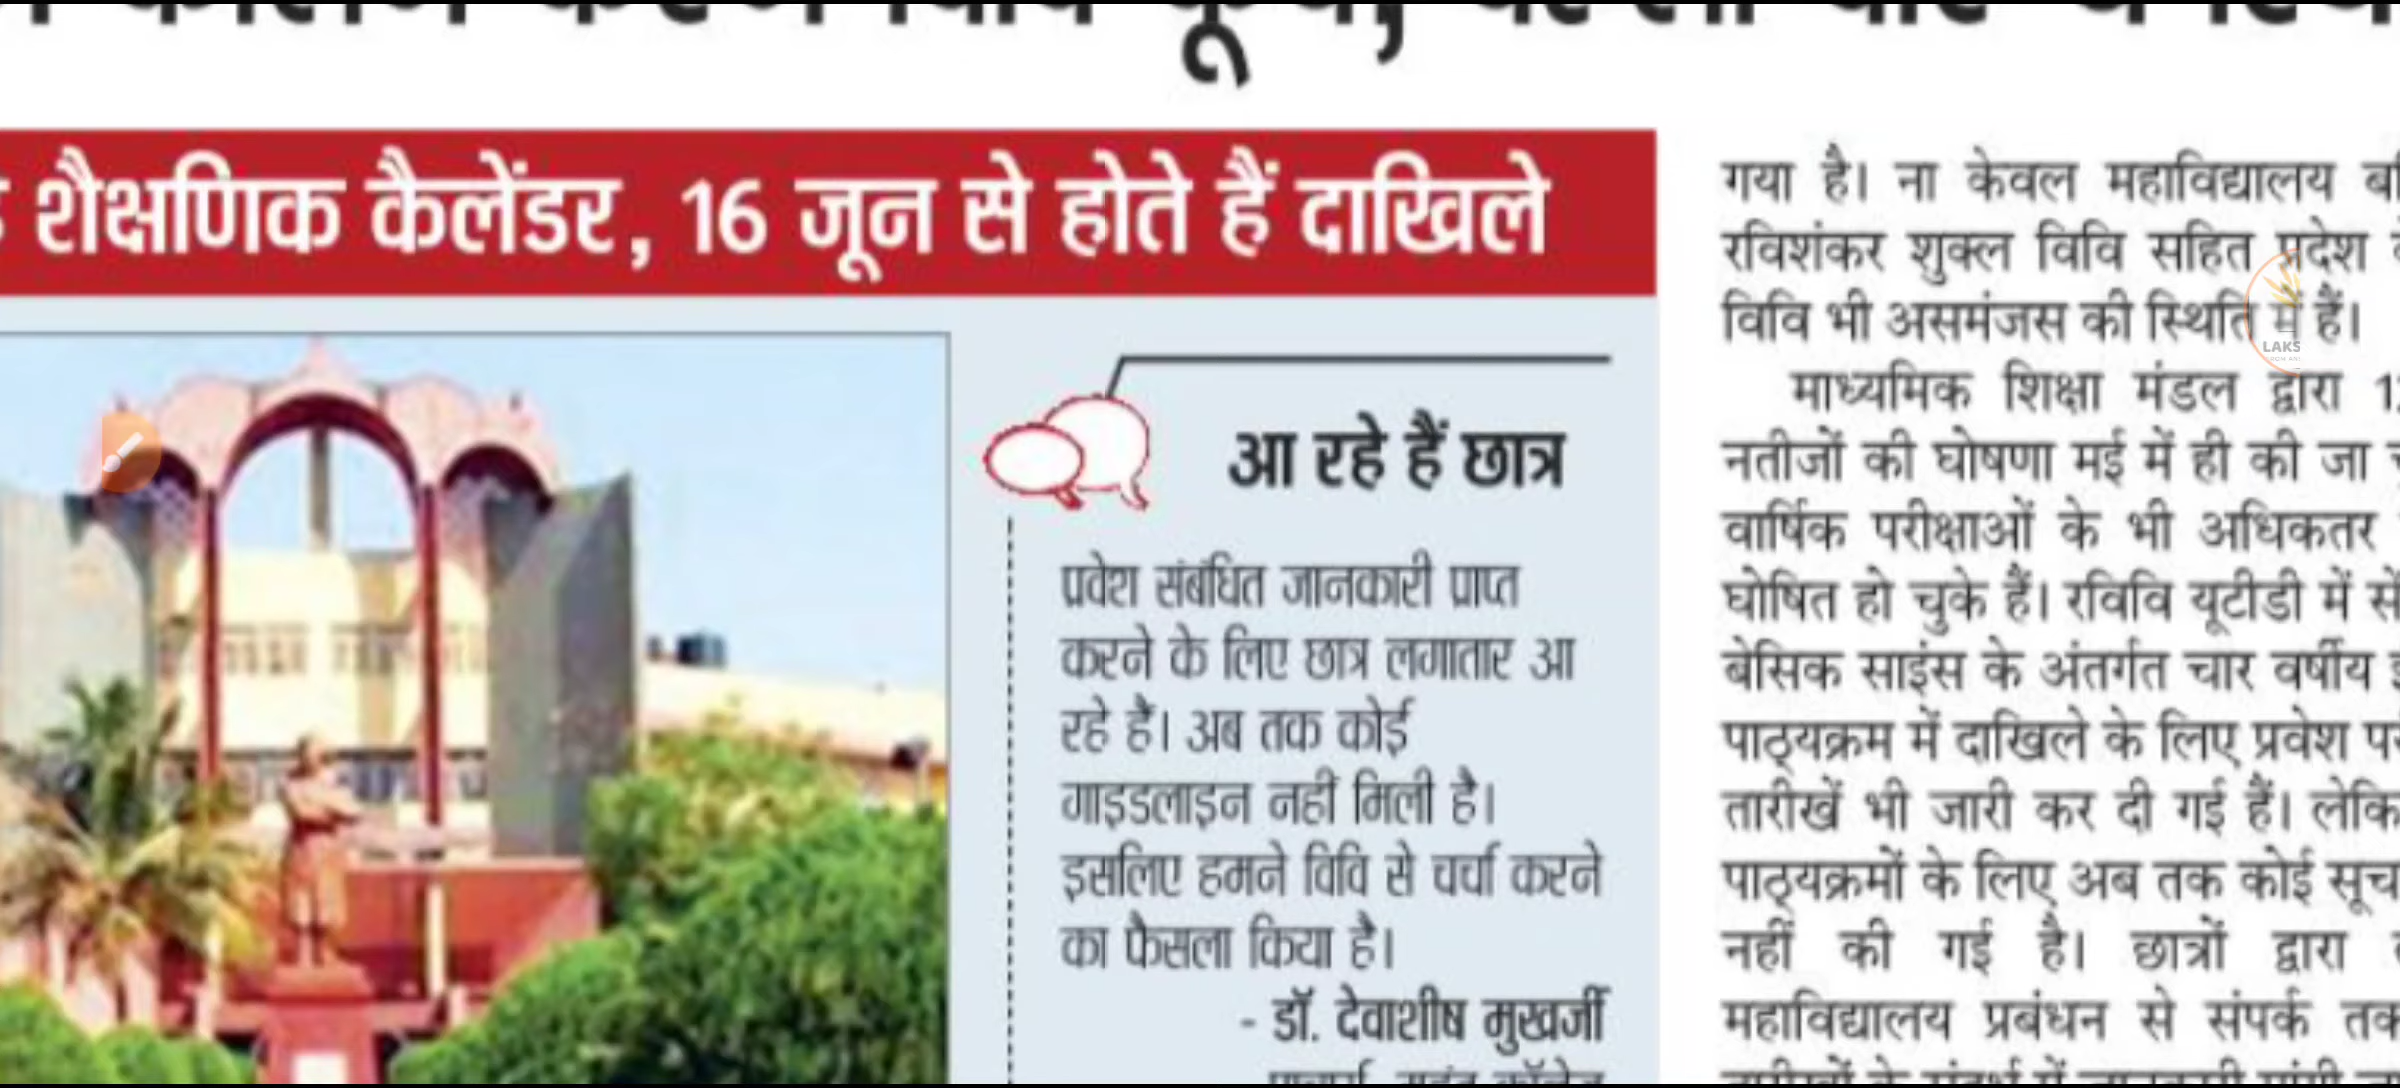 शैक्षणिक कैलेंडर, 16 जून से होते हैं दाखिले
आ रहे हैं छात्र
प्रवेश संबंधित जानकारी प्राप्त
करने के लिए छात्र लगातार आ
रहे हैं। अब तक कोई
गाइडलाइन नहीं मिली है।
इसलिए हमने विवि से चर्चा करने
का फैसला किया है।
- डॉ. देवाशीष मुखर्जी
गया है। ना केवल महाविद्यालय
रविशंकर शुक्ल विवि सहित प्रदेश
विवि भी असमंजस की स्थिति में हैं।
माध्यमिक शिक्षा मंडल द्वारा
नतीजों की घोषणा मई में ही की जा
वार्षिक परीक्षाओं के भी अधिकतर
घोषित हो चुके हैं। रविवि यूटीडी में
बेसिक साइंस के अंतर्गत चार वर्षीय
पाठ्यक्रम में दाखिले के लिए प्रवेश
तारीखें भी जारी कर दी गई हैं।
पाठ्यक्रमों के लिए अब तक कोई
नहीं की गई है। छात्रों द्वारा
महाविद्यालय प्रबंधन से संपर्क
LAKS